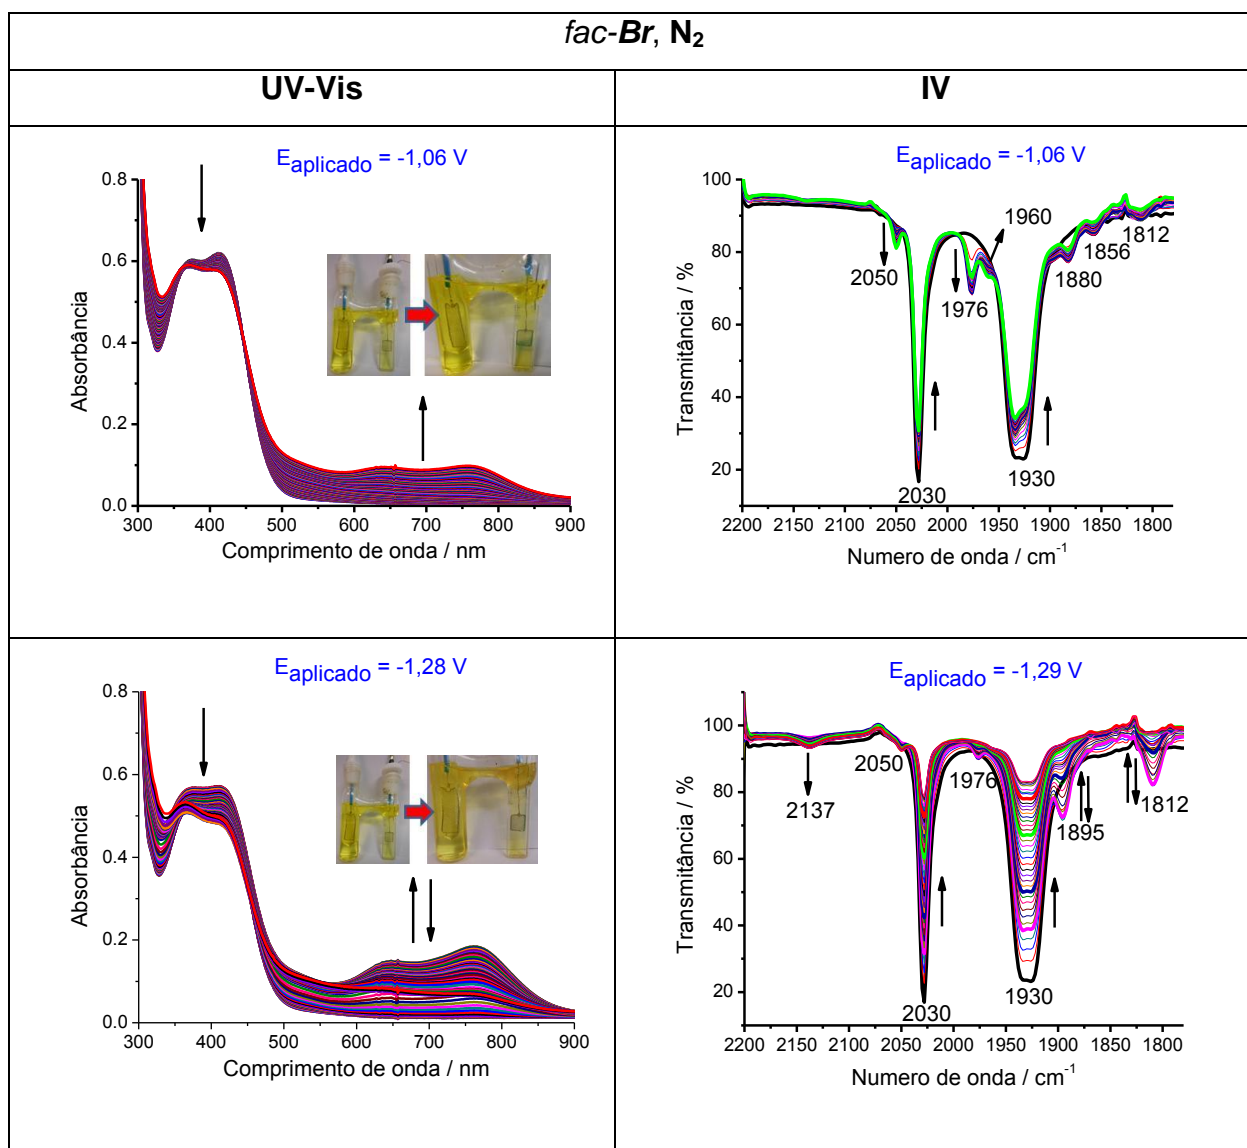 fac-Br, N2
UV-Vis
IV
Eaplicado = -1,06 V
0.8
0.6
0.4
0.2
0.0
Absorbância
300 400 500 600 700 800 900
Comprimento de onda / nm
Eaplicado = -1,06 V
100
80
60
40
20
Transmitância / %
2050
1976
1960
1880
1856
1812
2030
1930
2200 2150 2100 2050 2000 1950 1900 1850 1800
Numero de onda / cm-1
Eaplicado = -1,28 V
0.8
0.6
0.4
0.2
0.0
Absorbância
300 400 500 600 700 800 900
Comprimento de onda / nm
Eaplicado = -1,29 V
100
80
60
40
20
Transmitância / %
2137
2050
1976
1895
1812
2030
1930
2200 2150 2100 2050 2000 1950 1900 1850 1800
Numero de onda / cm-1